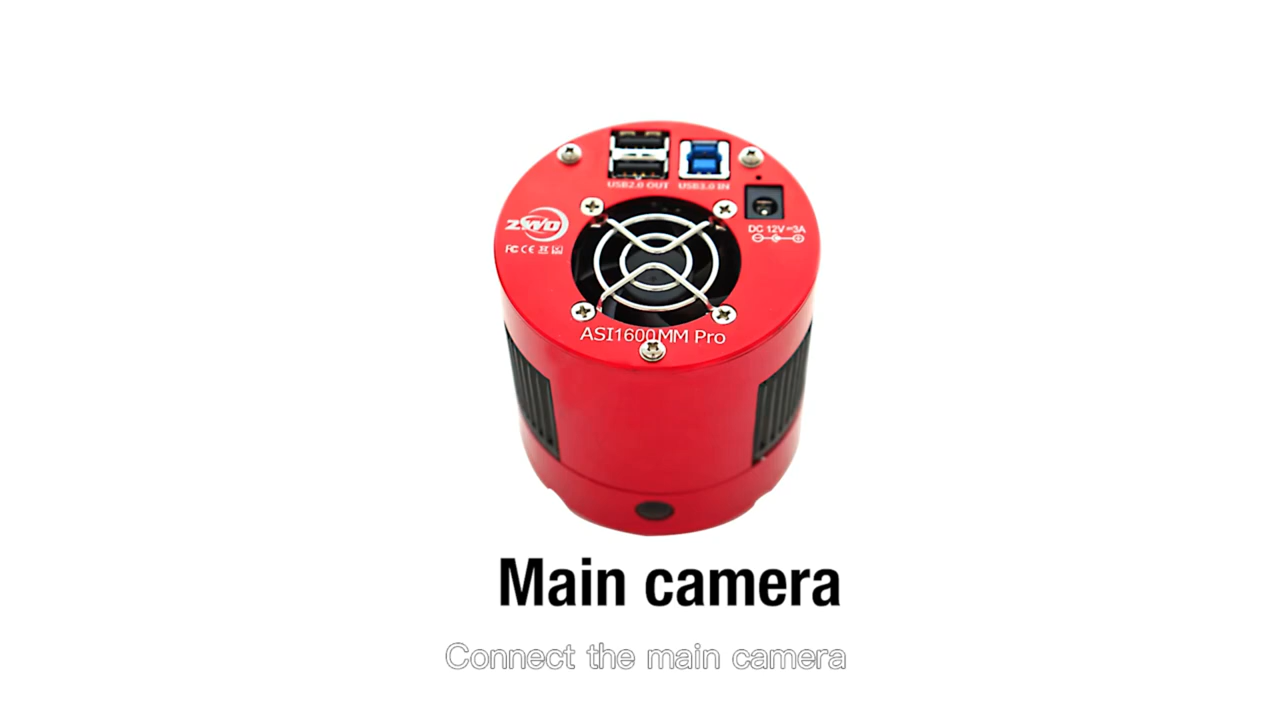 USB2.0 OUT USB3.0 IN
ZWO
DC 12V⎓3A
FC CE
ASI1600MM Pro
Main camera
Connect the main camera